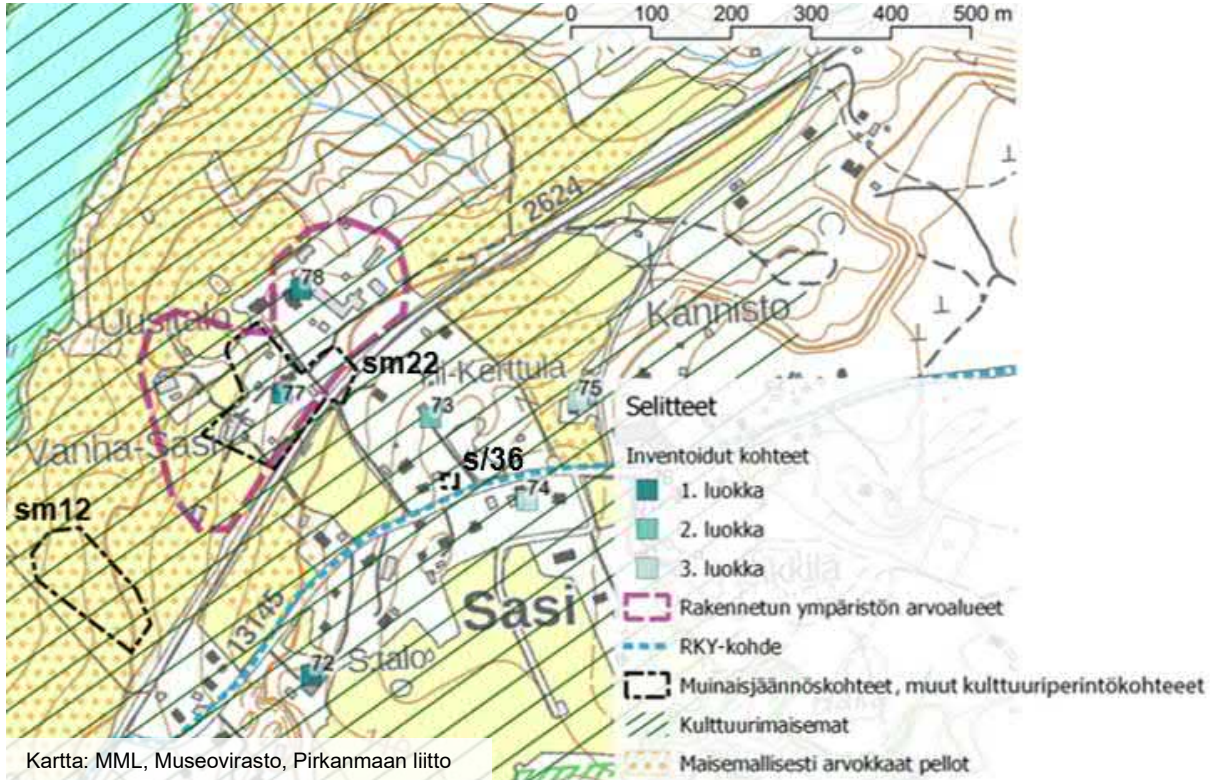 0 100 200 300 400 500 m
2624
78
Uusitalo
Kannisto
sm22
Kerttula
75
77
73
Selitteet
Vanha-Sasi
s/36
Inventoidut kohteet
74
1. luokka
sm12
2. luokka
3. luokka
Sasi
Rakennetun ympäristön arvoalueet
13145
RKY-kohde
72
S.talo
Muinaisjäännöskohteet, muut kulttuuriperintökohteeet
Kulttuurimaisemat
Kartta: MML, Museovirasto, Pirkanmaan liitto
Maisemallisesti arvokkaat pellot